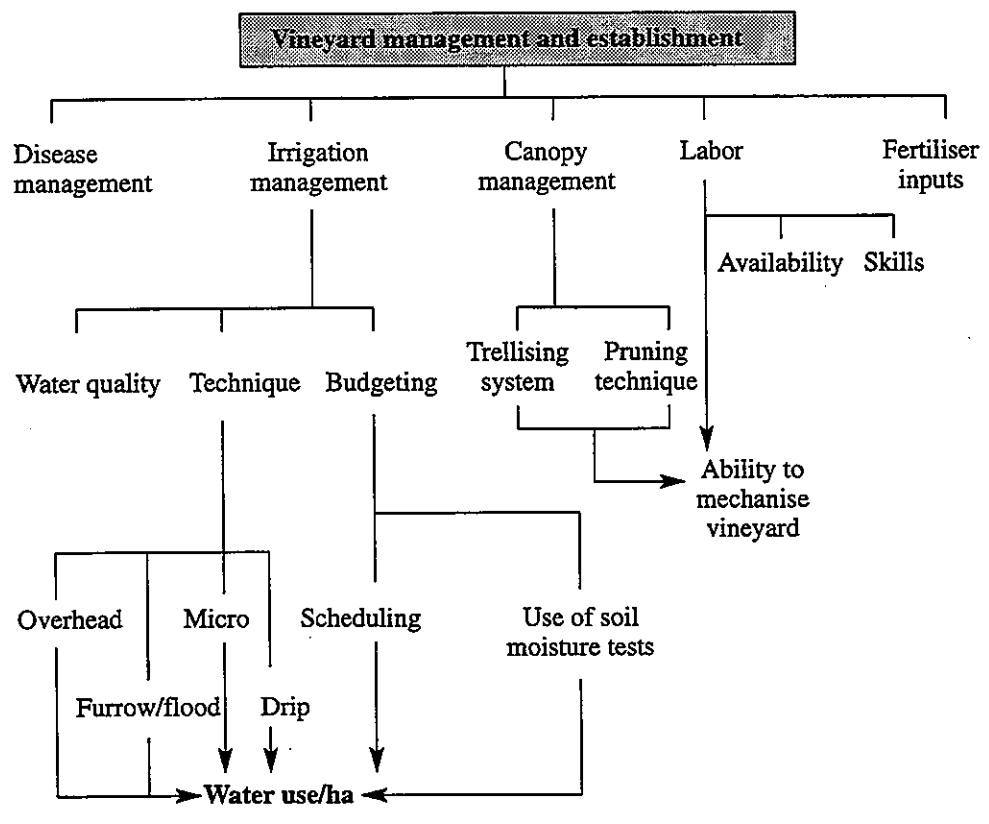 Vineyard management and establishment
Disease
management
Irrigation
management
Canopy
management
Labor
Fertiliser
inputs
Availability
Skills
Water quality
Technique
Budgeting
Trellising
system
Pruning
technique
Ability to
mechanise
vineyard
Overhead
Micro
Scheduling
Use of soil
moisture tests
Furrow/flood
Drip
Water use/ha